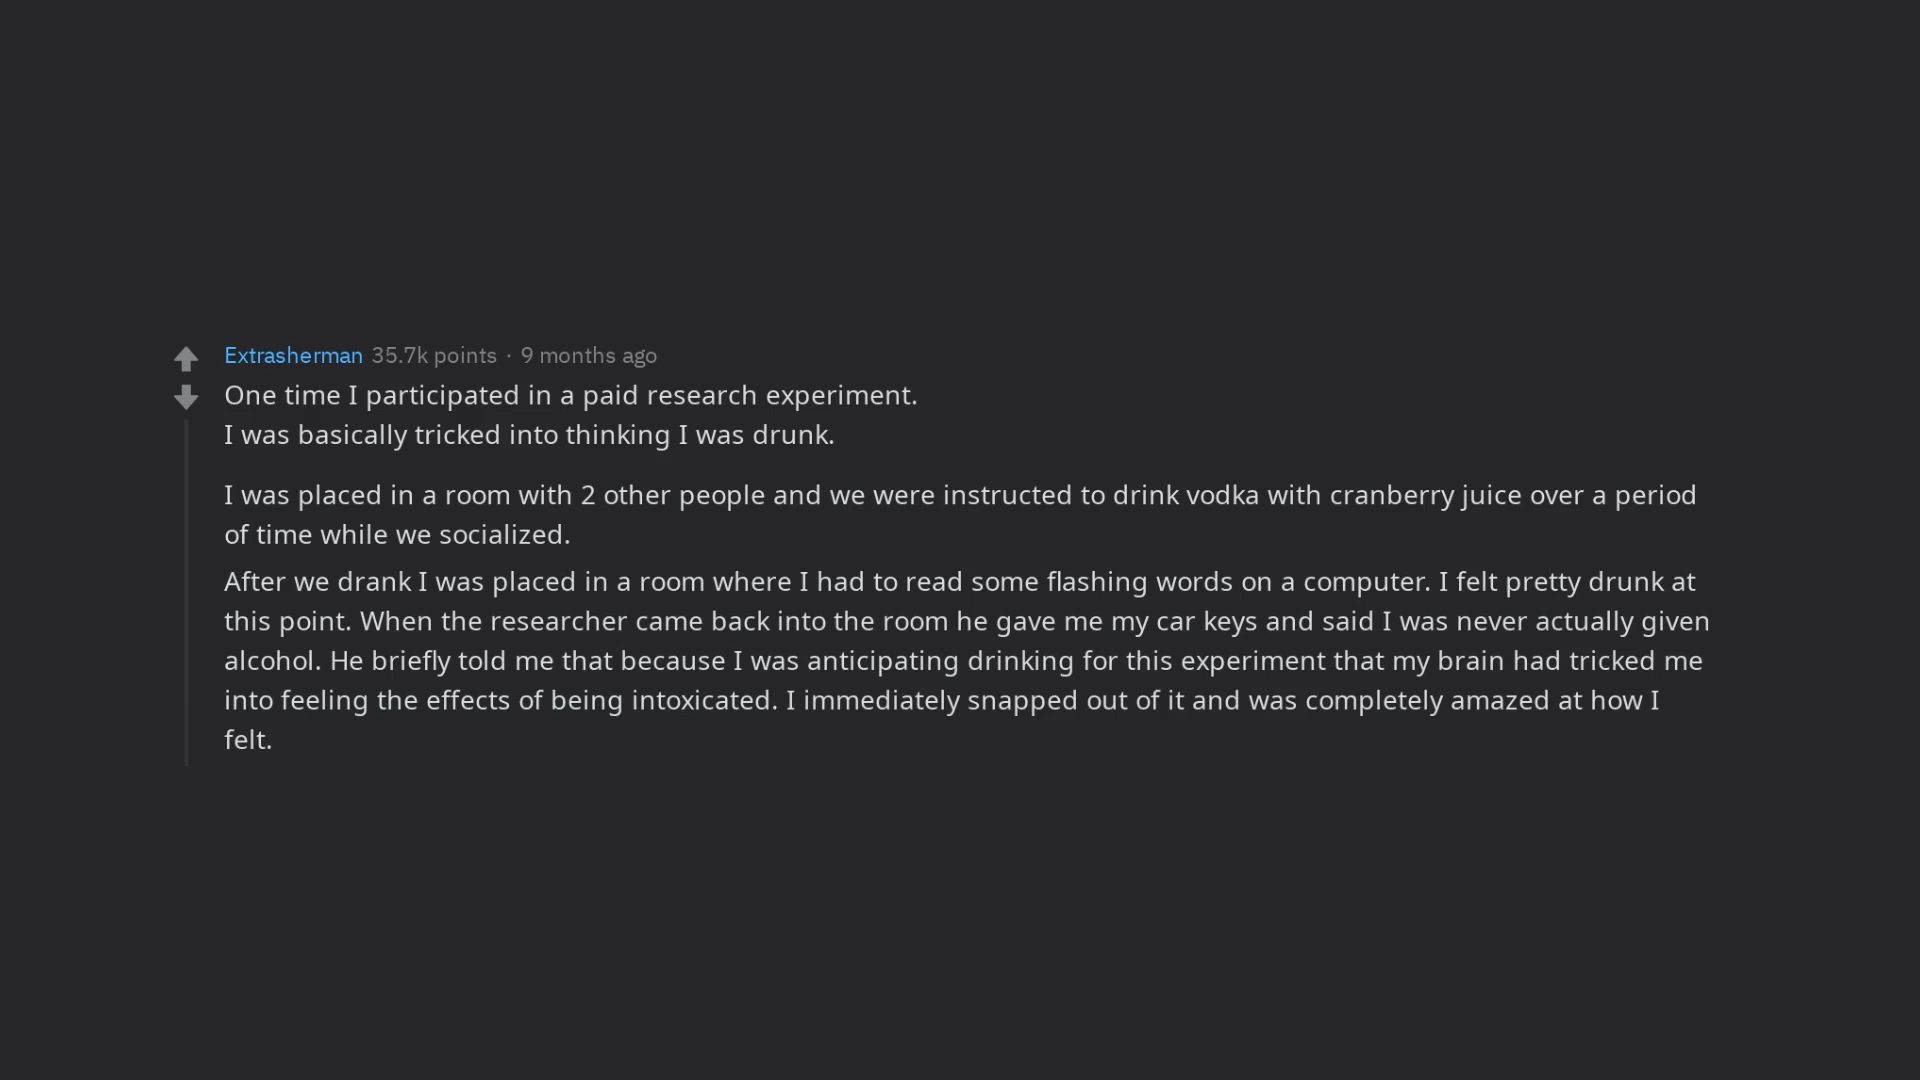 Extrasherman 35.7k points · 9 months ago
One time I participated in a paid research experiment.
I was basically tricked into thinking I was drunk.
I was placed in a room with 2 other people and we were instructed to drink vodka with cranberry juice over a period
of time while we socialized.
After we drank I was placed in a room where I had to read some flashing words on a computer. I felt pretty drunk at
this point. When the researcher came back into the room he gave me my car keys and said I was never actually given
alcohol. He briefly told me that because I was anticipating drinking for this experiment that my brain had tricked me
into feeling the effects of being intoxicated. I immediately snapped out of it and was completely amazed at how I
felt.